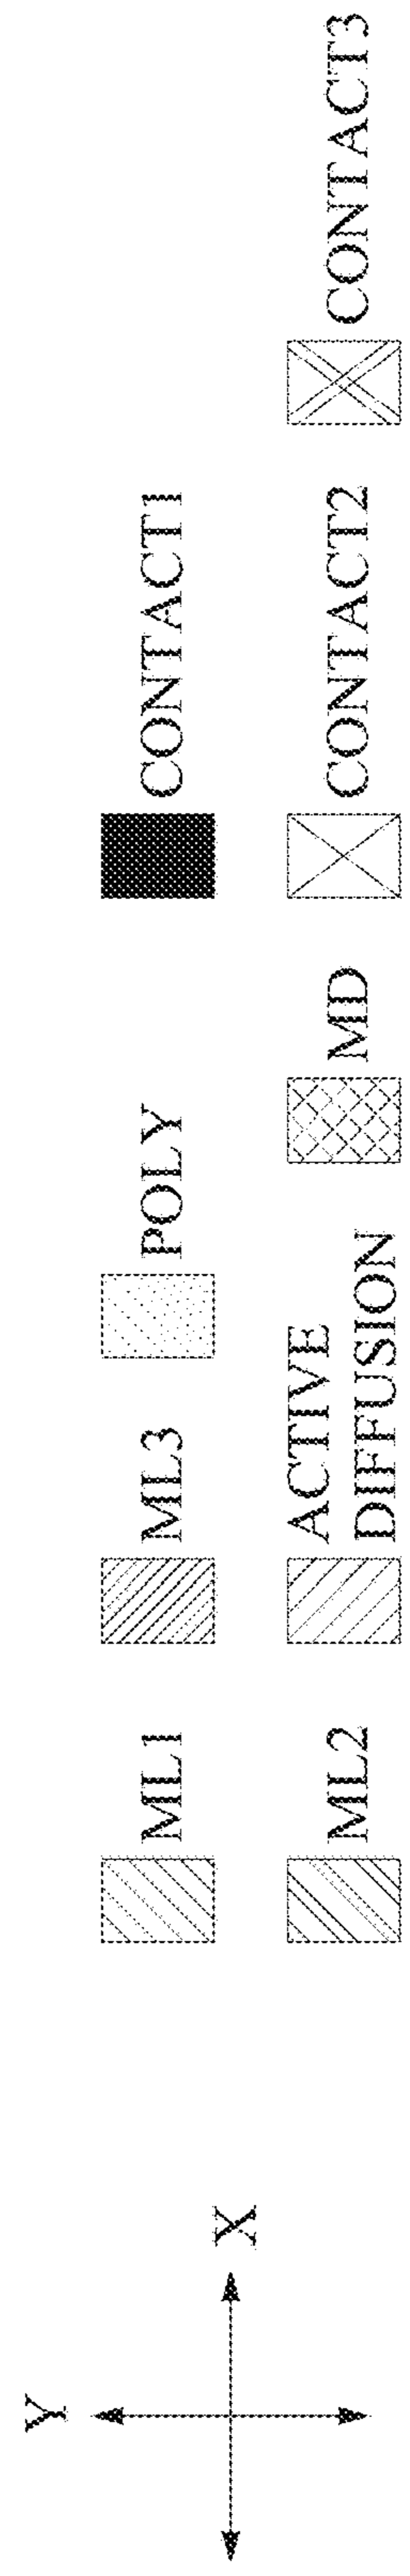 Y
X
ML1
ML3
POLY
CONTACT1
ML2
ACTIVE
DIFFUSION
MD
CONTACT2
CONTACT3